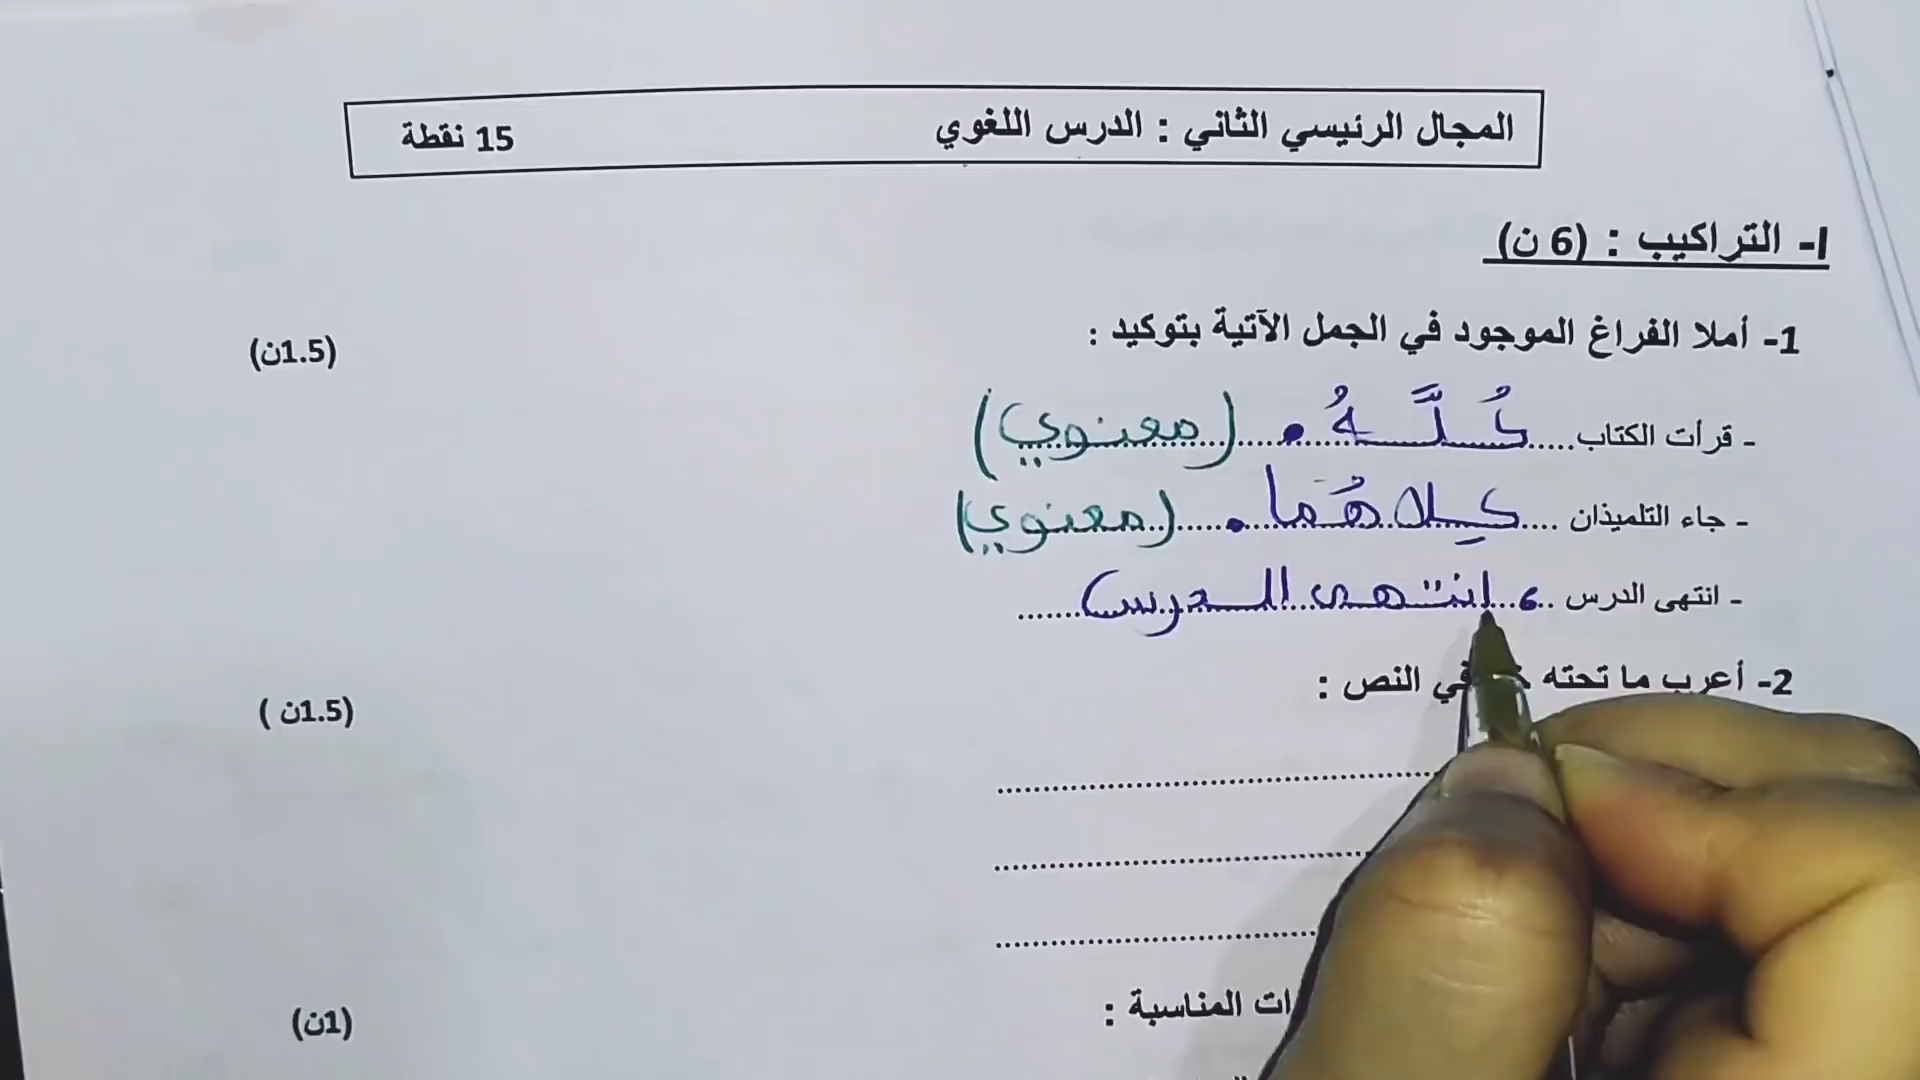 المجال الرئيسي الثاني : الدرس اللغوي 15 نقطة
I- التراكيب : (6 ن)
1- أملا الفراغ الموجود في الجمل الآتية بتوكيد : (1.5ن)
- قرأت الكتاب.....كُلَّهُ. (معنوي)
- جاء التلميذان .... كِلاهُما. (معنوي)
- انتهى الدرس ..، انتهى الدرس.......
2- أعرب ما تحته في النص : (1.5ن )
المناسبة : (1ن)